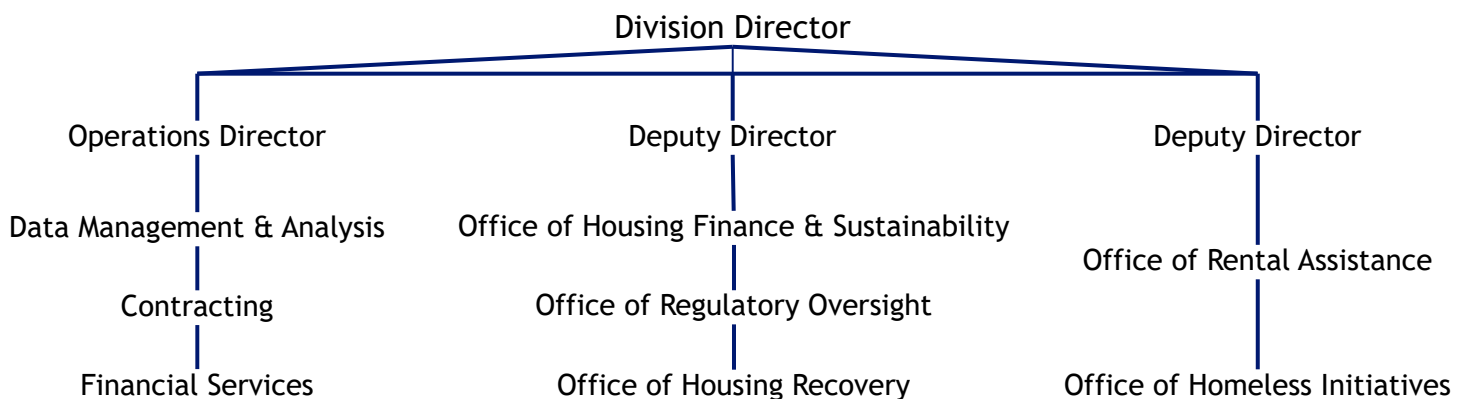 Division Director
Operations Director
Deputy Director
Deputy Director
Data Management & Analysis
Office of Housing Finance & Sustainability
Office of Rental Assistance
Contracting
Office of Regulatory Oversight
Financial Services
Office of Housing Recovery
Office of Homeless Initiatives